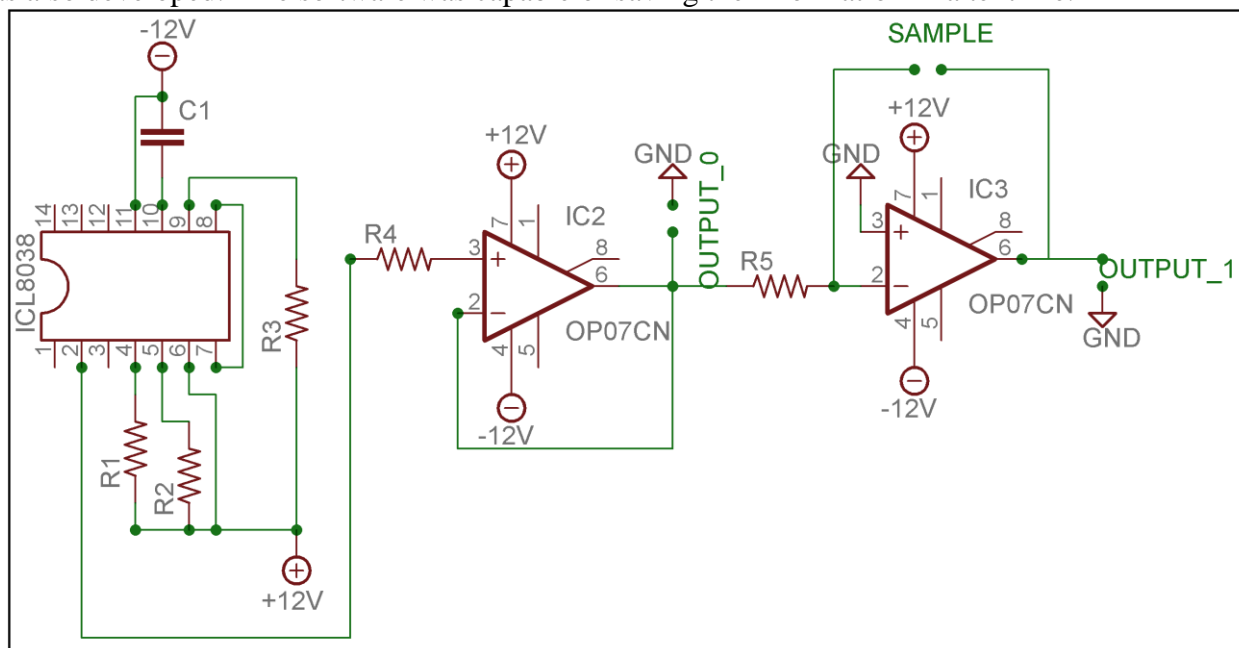 SAMPLE
-12V
C1
+12V
+12V
GND
OUTPUT_0
GND
IC3
14 13 12 11 10 9 8
7 1
7 1
IC2
R4
3
8
6
2
R5
3
8
6
2
OUTPUT_1
ICL8038
R3
OP07CN
OP07CN
GND
1 2 3 4 5 6 7
4 5
4 5
-12V
-12V
R1
R2
+12V